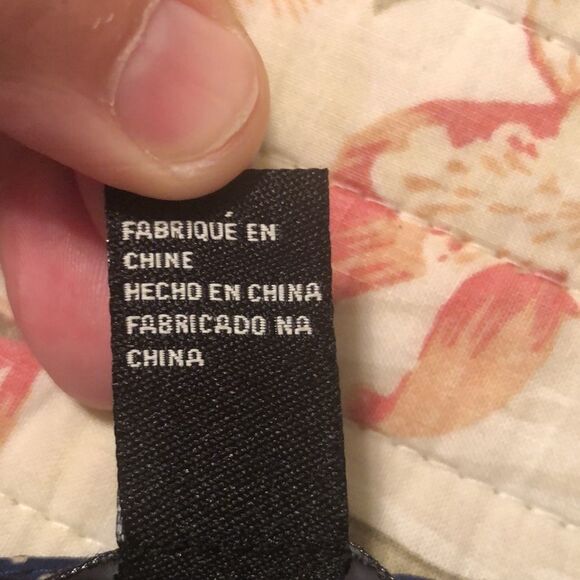 FABRIQUÉ EN
CHINE
HECHO EN CHINA
FABRICADO NA
CHINA